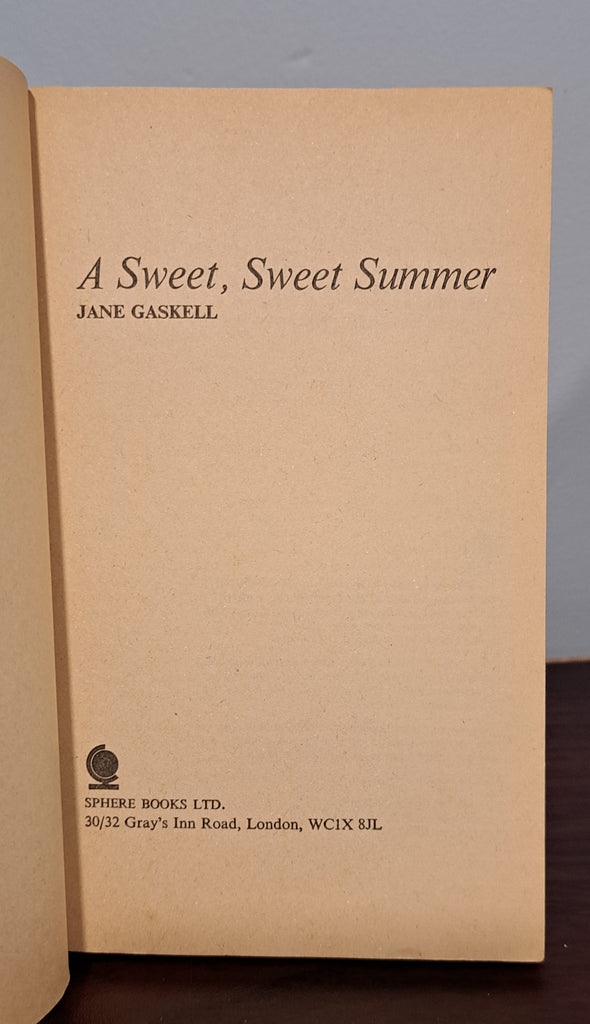 A Sweet, Sweet Summer
JANE GASKELL
SPHERE BOOKS LTD.
30/32 Gray's Inn Road, London, WC1X 8JL